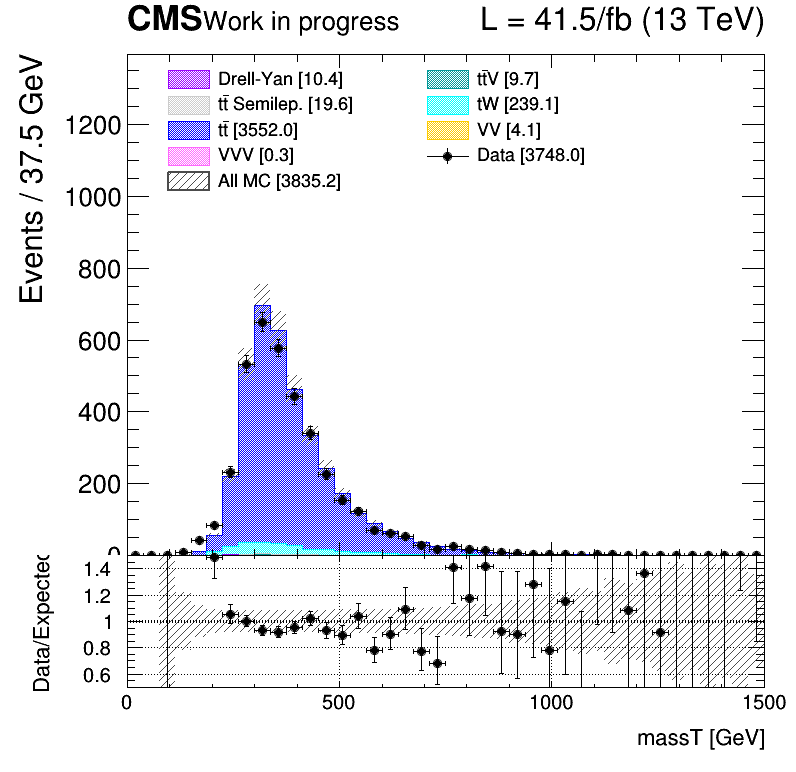 CMS Work in progress L = 41.5/fb (13 TeV)
Events / 37.5 GeV
1200
1000
800
600
400
200
0
Drell-Yan [10.4]
tt̄ Semilep. [19.6]
tt̄ [3552.0]
VVV [0.3]
All MC [3835.2]
tt̄V [9.7]
tW [239.1]
VV [4.1]
Data [3748.0]
Data/Expected
1.4
1.2
1
0.8
0.6
0 500 1000 1500
massT [GeV]